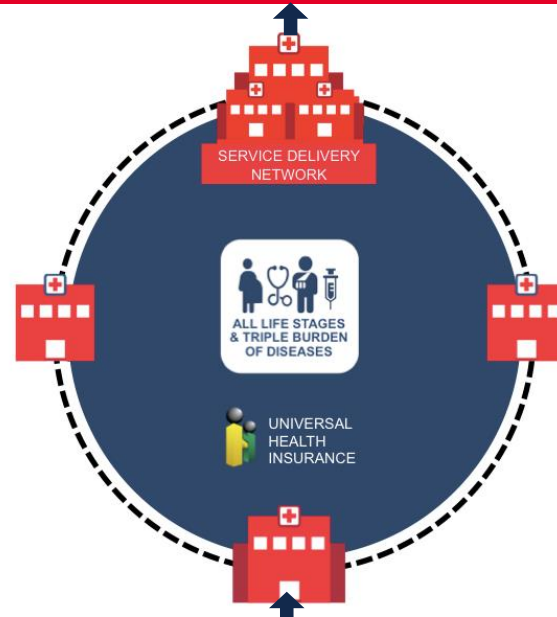 SERVICE DELIVERY
NETWORK
ALL LIFE STAGES
& TRIPLE BURDEN
OF DISEASES
UNIVERSAL
HEALTH
INSURANCE